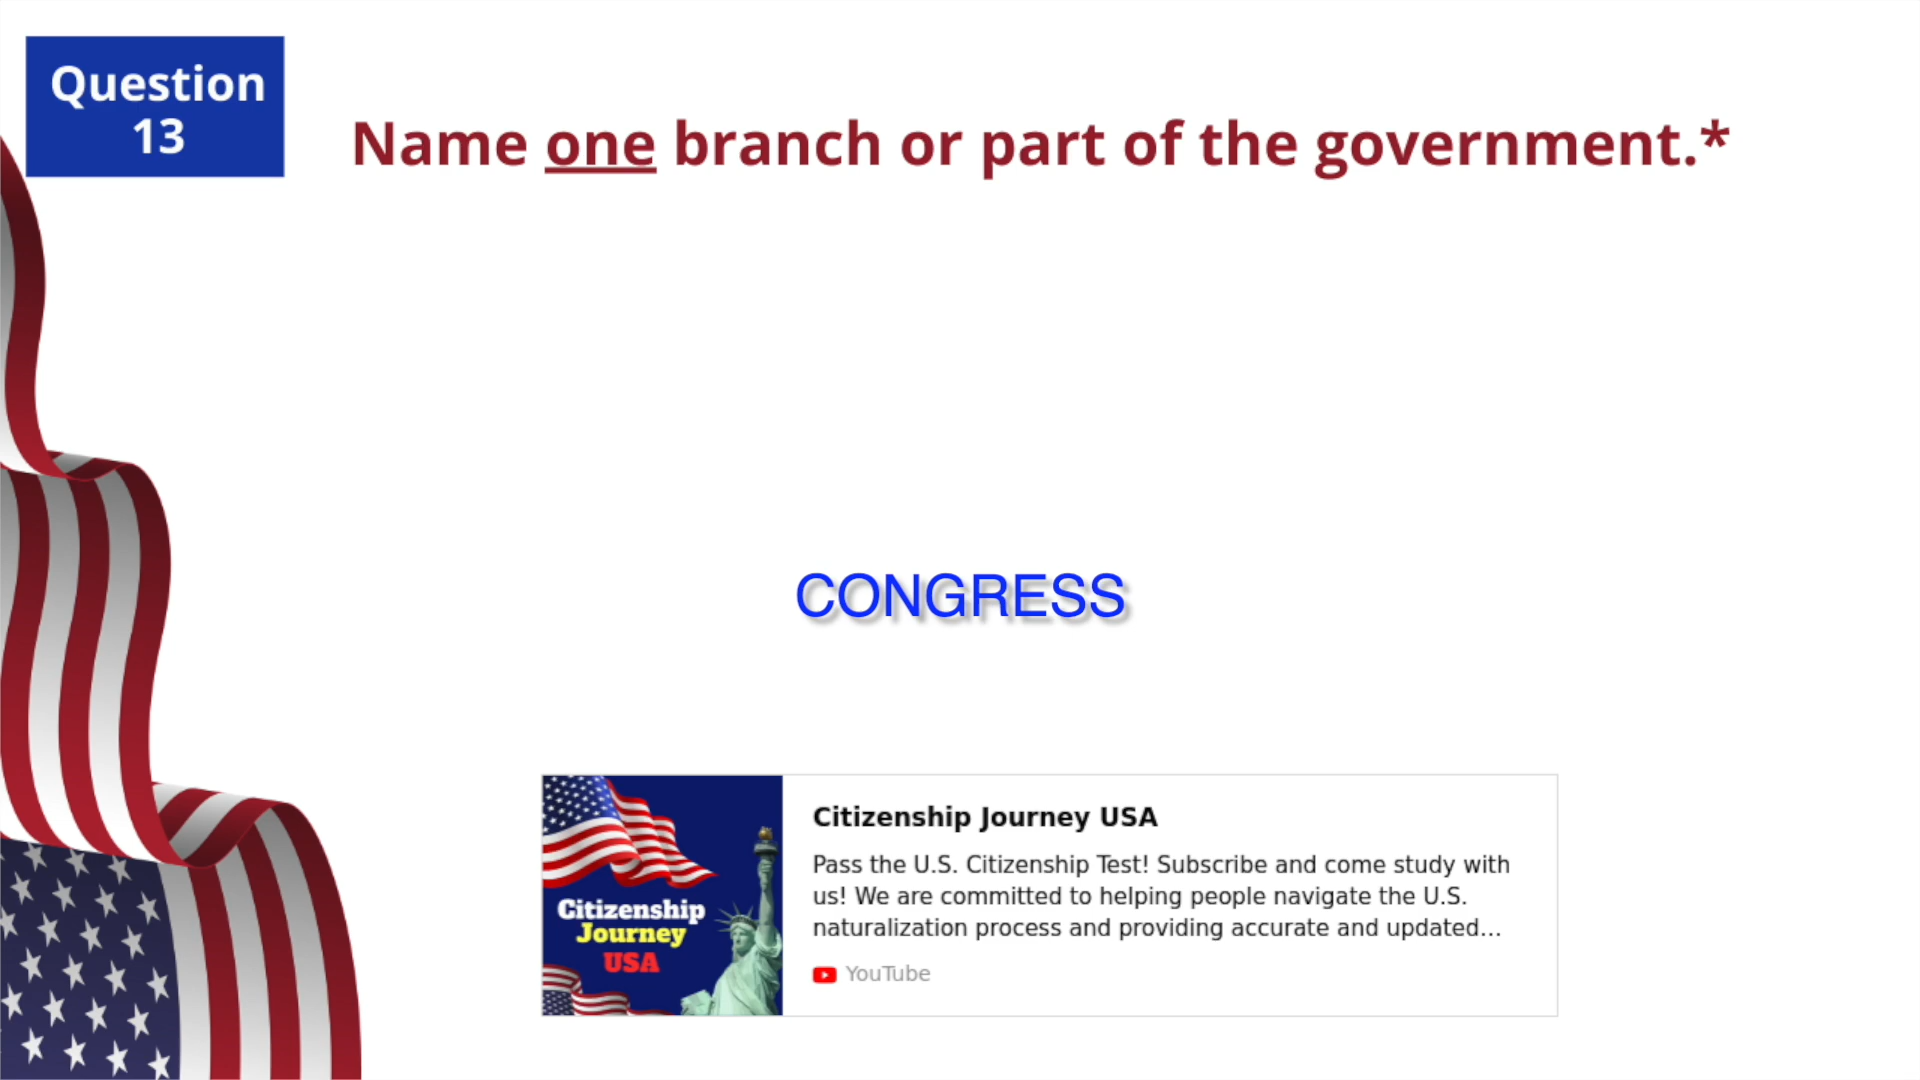 Question
13
Name one branch or part of the government.*
CONGRESS
Citizenship
Journey
USA
Citizenship Journey USA
Pass the U.S. Citizenship Test! Subscribe and come study with
us! We are committed to helping people navigate the U.S.
naturalization process and providing accurate and updated...
YouTube